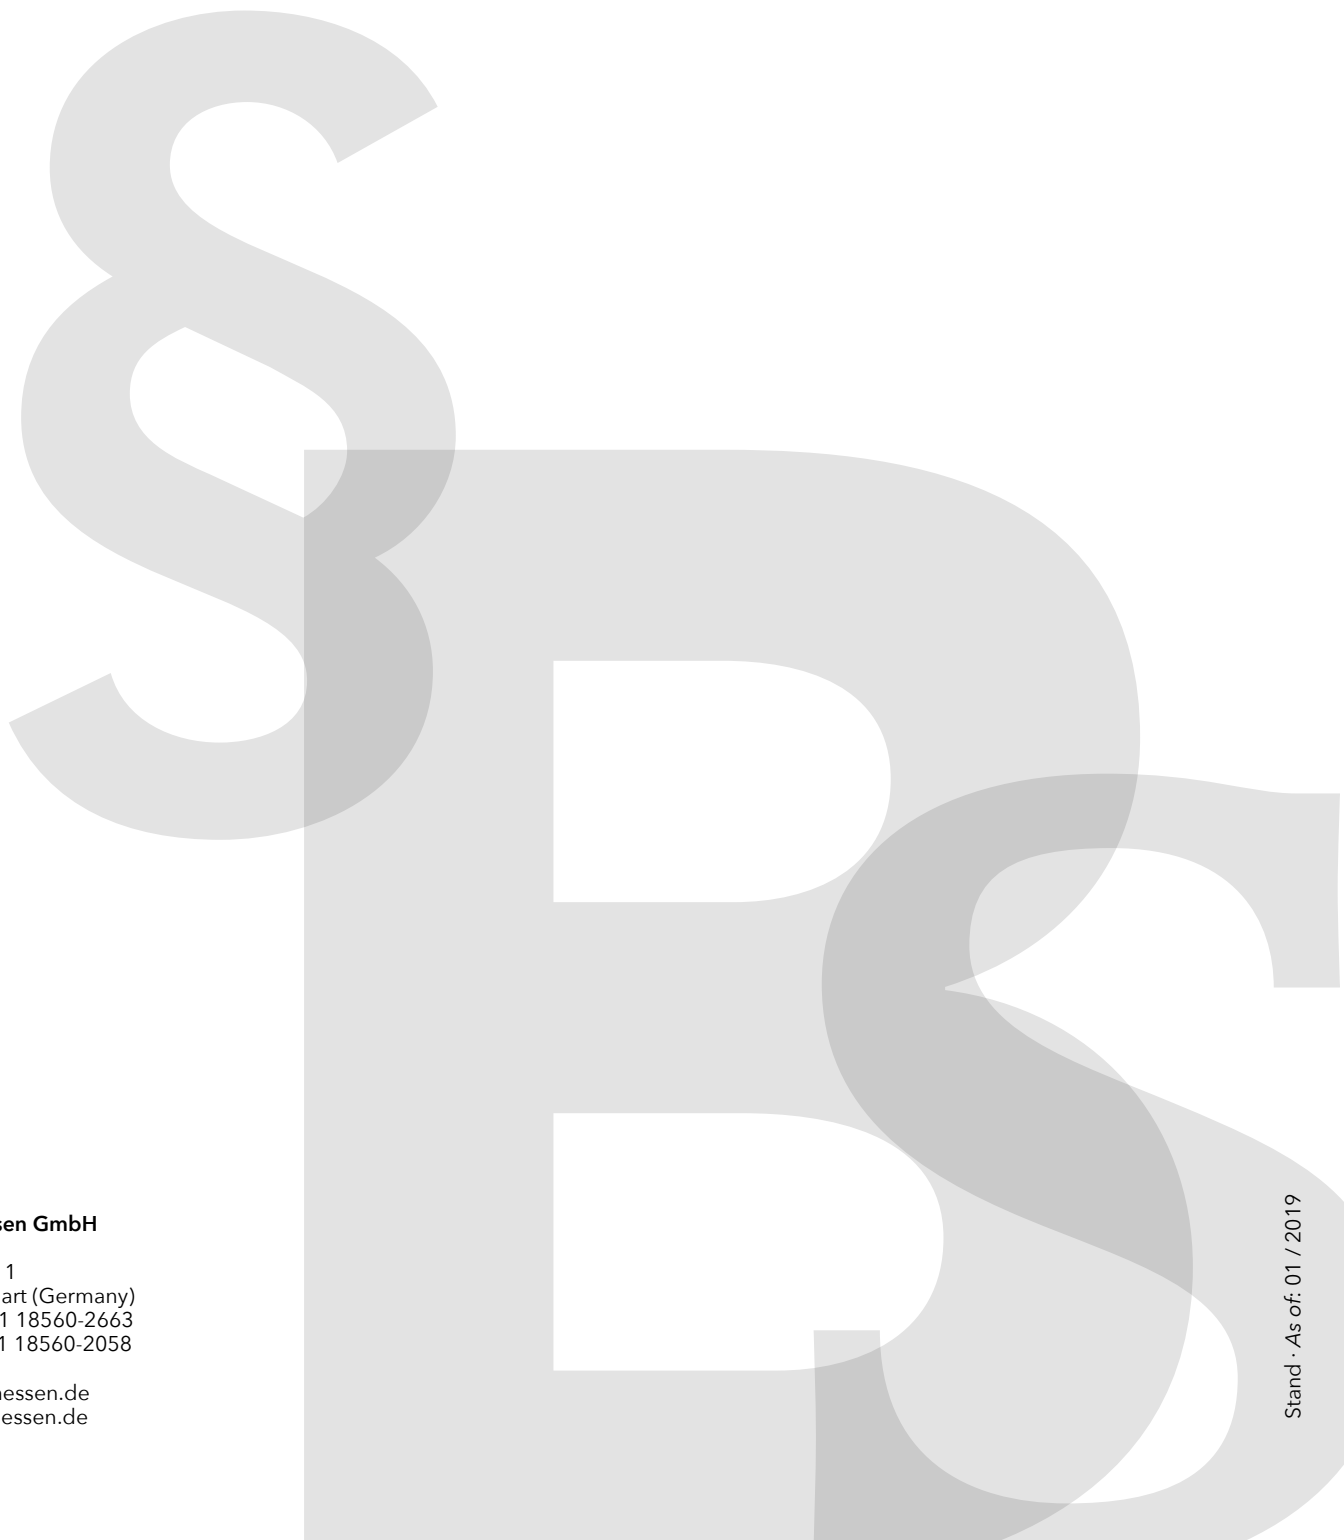 §
B
S
sen GmbH
1
art (Germany)
1 18560-2663
1 18560-2058
essen.de
essen.de
Stand · As of: 01 / 2019